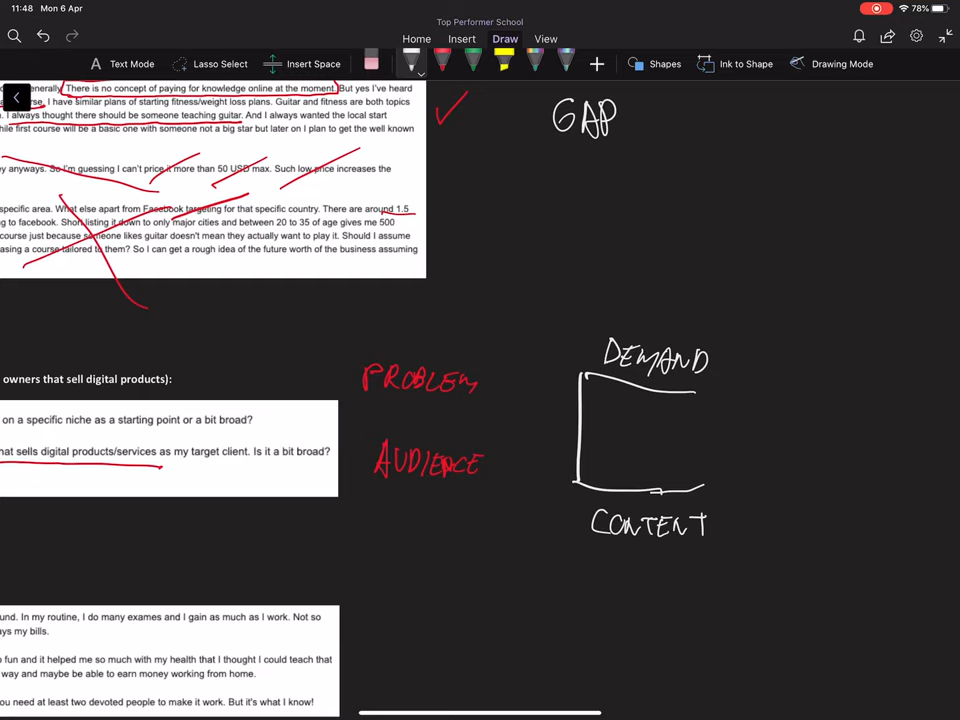 11:48 Mon 6 Apr
78%
Top Performer School
Home Insert Draw View
Text Mode Lasso Select Insert Space Shapes Ink to Shape Drawing Mode
enerally. There is no concept of paying for knowledge online at the moment. But yes I've heard
rse, I have similar plans of starting fitness/weight loss plans. Guitar and fitness are both topics
. I always thought there should be someone teaching guitar. And I always wanted the local start
hile first course will be a basic one with someone not a big star but later on I plan to get the well known
ey anyways. So I'm guessing I can't price it more than 50 USD max. Such low price increases the
specific area. What else apart from Facebook targeting for that specific country. There are around 1.5
ng to facebook. Short listing it down to only major cities and between 20 to 35 of age gives me 500
course just because someone likes guitar doesn't mean they actually want to play it. Should I assume
asing a course tailored to them? So I can get a rough idea of the future worth of the business assuming
GAP
owners that sell digital products):
on a specific niche as a starting point or a bit broad?
hat sells digital products/services as my target client. Is it a bit broad?
PROBLEM
AUDIENCE
DEMAND
CONTENT
und. In my routine, I do many exames and I gain as much as I work. Not so
ays my bills.
o fun and it helped me so much with my health that I thought I could teach that
way and maybe be able to earn money working from home.
ou need at least two devoted people to make it work. But it's what I know!